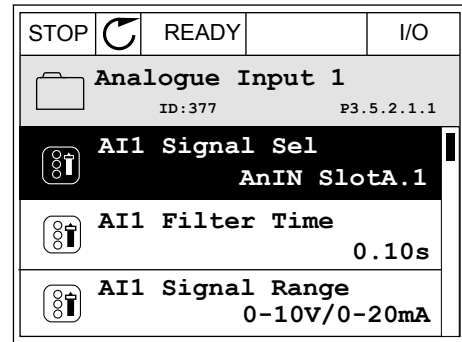 STOP READY I/O
Analogue Input 1
ID:377 P3.5.2.1.1
AI1 Signal Sel
AnIN SlotA.1
AI1 Filter Time
0.10s
AI1 Signal Range
0-10V/0-20mA